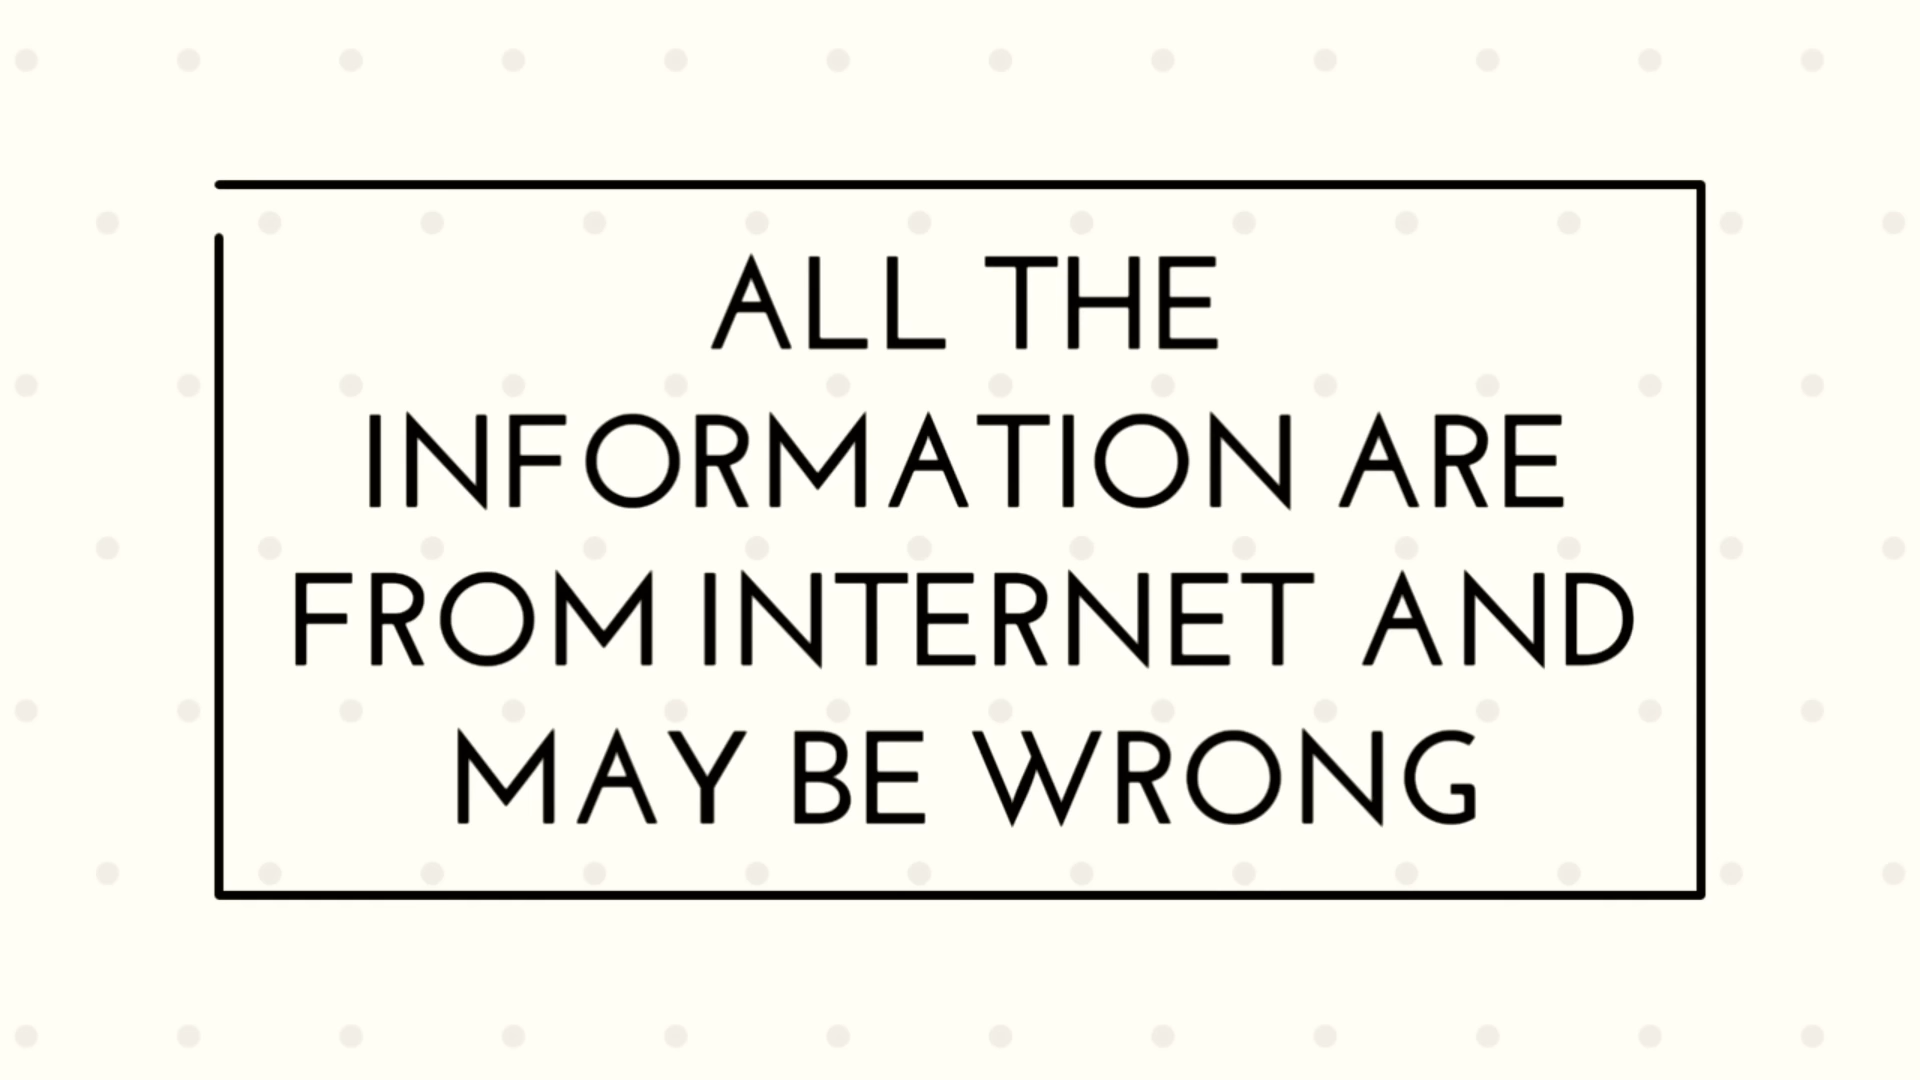 ALL THE
INFORMATION ARE
FROM INTERNET AND
MAY BE WRONG